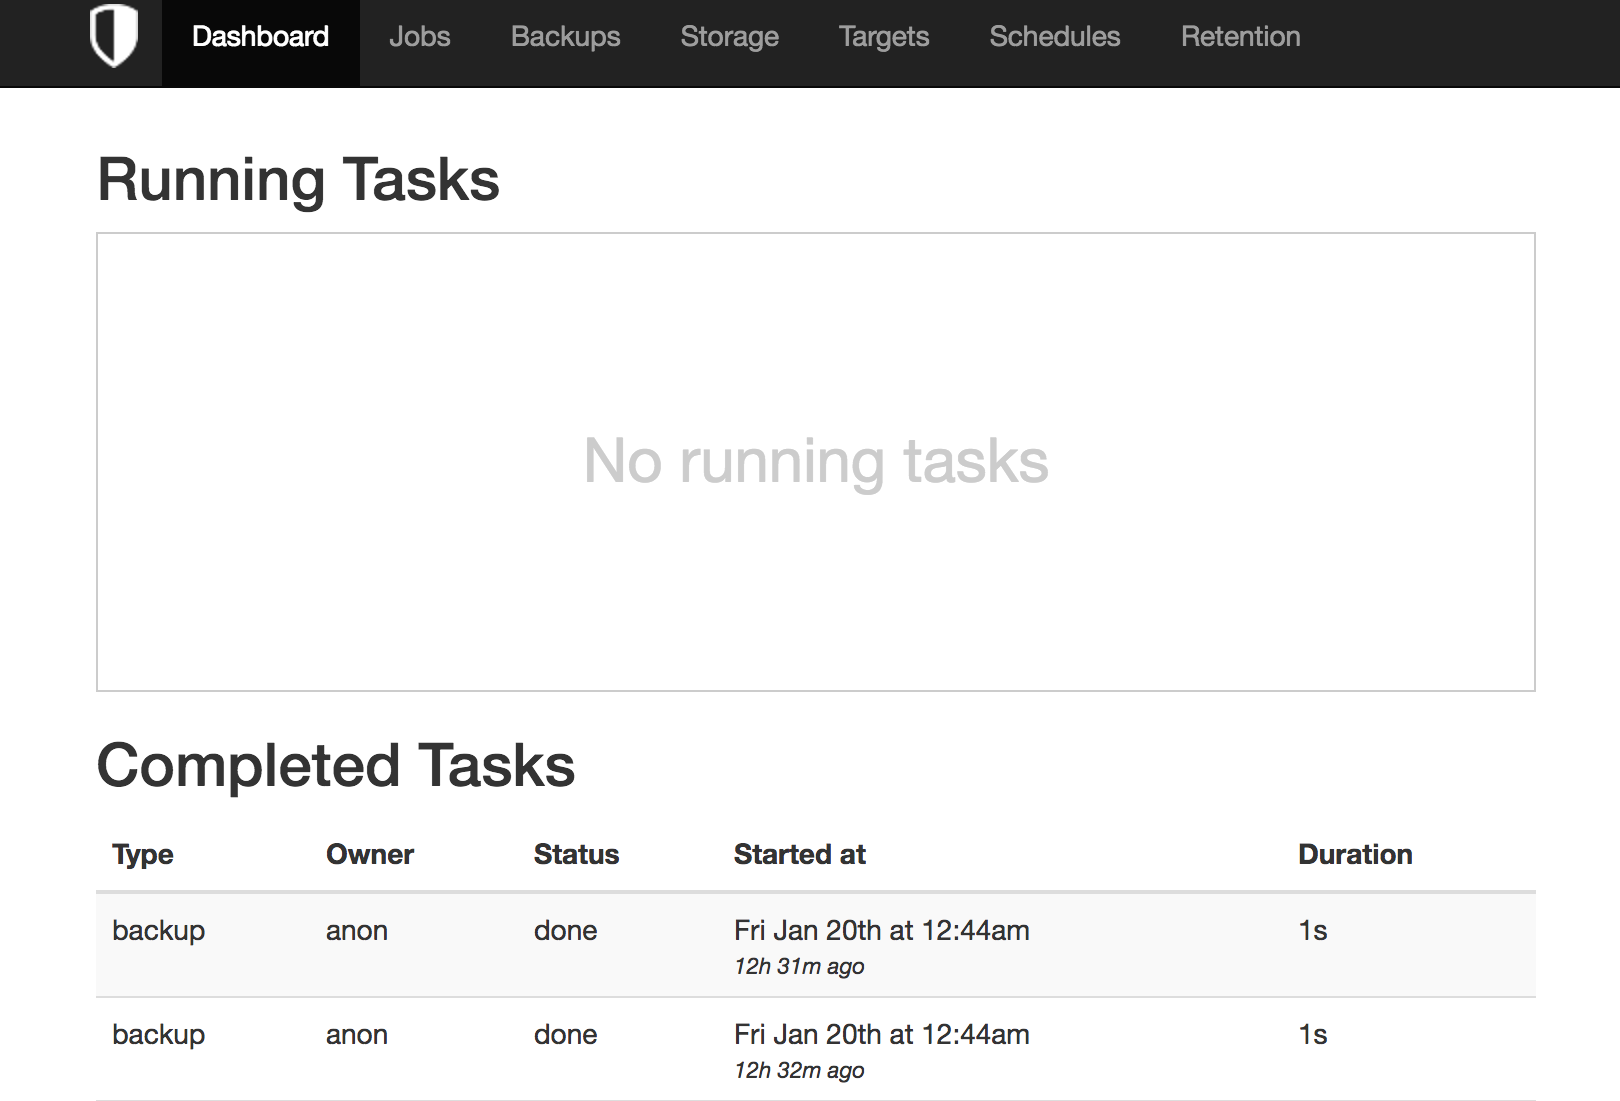 Dashboard Jobs Backups Storage Targets Schedules Retention
Running Tasks
No running tasks
Completed Tasks
Type Owner Status Started at Duration
backup anon done Fri Jan 20th at 12:44am 1s
12h 31m ago
backup anon done Fri Jan 20th at 12:44am 1s
12h 32m ago